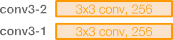 conv3-2 3x3 conv, 256
conv3-1 3x3 conv, 256